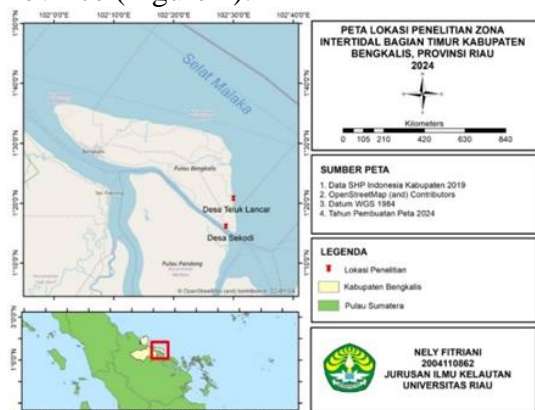 102°0'0"E 102°10'0"E 102°20'0"E 102°30'0"E 102°40'0"E
Selat Malaka
Bengkalis
Pulau Bengkalis
Desa Teluk Lancar
Desa Sekodi
Pulau Padang
PETA LOKASI PENELITIAN ZONA
INTERTIDAL BAGIAN TIMUR KABUPATEN
BENGKALIS, PROVINSI RIAU
2024
Kilometers
0 105 210 420 630 840
SUMBER PETA
1. Data SHP Indonesia Kabupaten 2019
2. OpenStreetMap (and) Contributors
3. Datum WGS 1984
4. Tahun Pembuatan Peta 2024
LEGENDA
Lokasi Penelitian
Kabupaten Bengkalis
Pulau Sumatera
NELY FITRIANI
2004110862
JURUSAN ILMU KELAUTAN
UNIVERSITAS RIAU